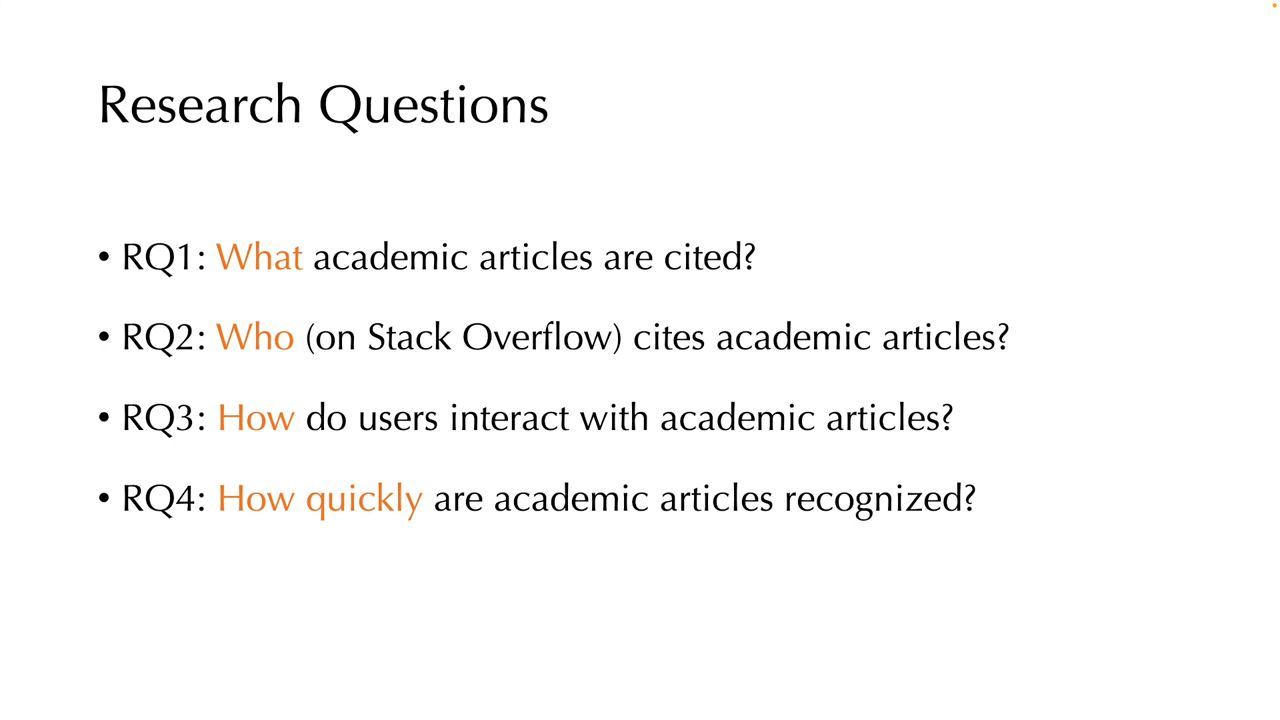 Research Questions
• RQ1: What academic articles are cited?
• RQ2: Who (on Stack Overflow) cites academic articles?
• RQ3: How do users interact with academic articles?
• RQ4: How quickly are academic articles recognized?